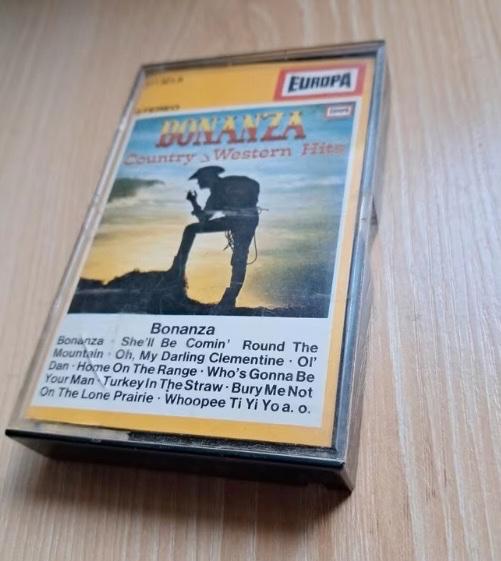 EUROPA
STEREO
BONANZA
Country & Western Hits
Bonanza
Bonanza · She'll Be Comin' Round The
Mountain · Oh, My Darling Clementine · Ol'
Dan · Home On The Range · Who's Gonna Be
Your Man · Turkey In The Straw · Bury Me Not
On The Lone Prairie · Whoopee Ti Yi Yo a. o.